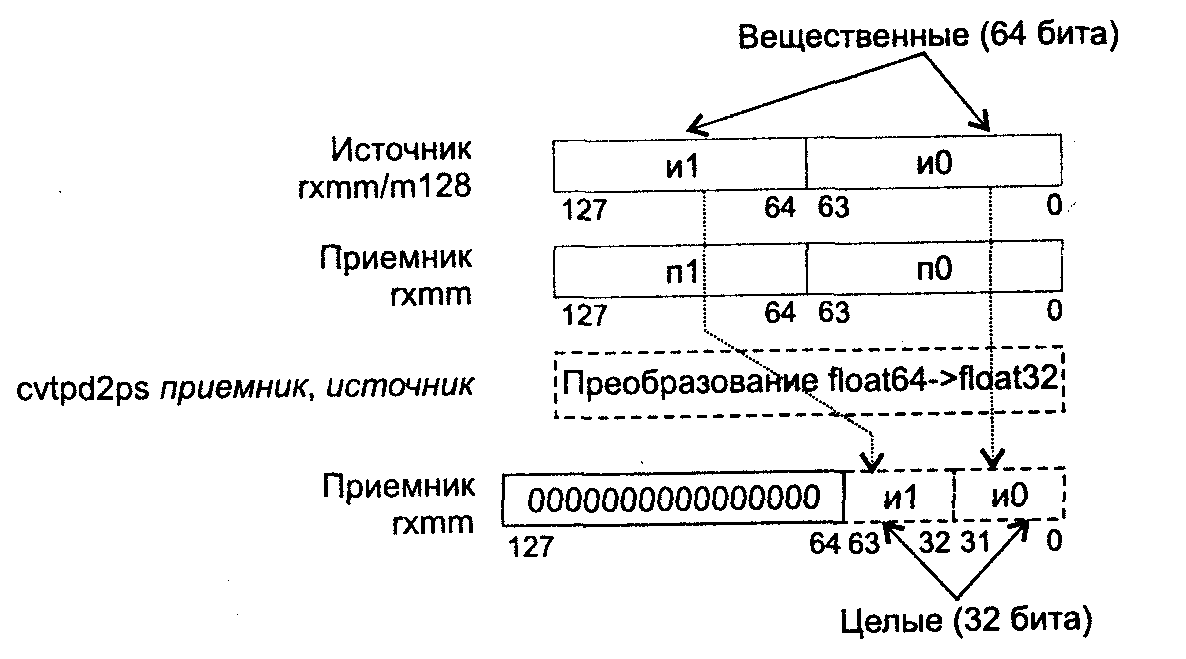 Вещественные (64 бита)
Источник
rxmm/m128
и1 и0
127 64 63 0
Приемник
rxmm
п1 п0
127 64 63 0
cvtpd2ps приемник, источник
Преобразование float64->float32
Приемник
rxmm
0000000000000000 и1 и0
127 64 63 32 31 0
Целые (32 бита)